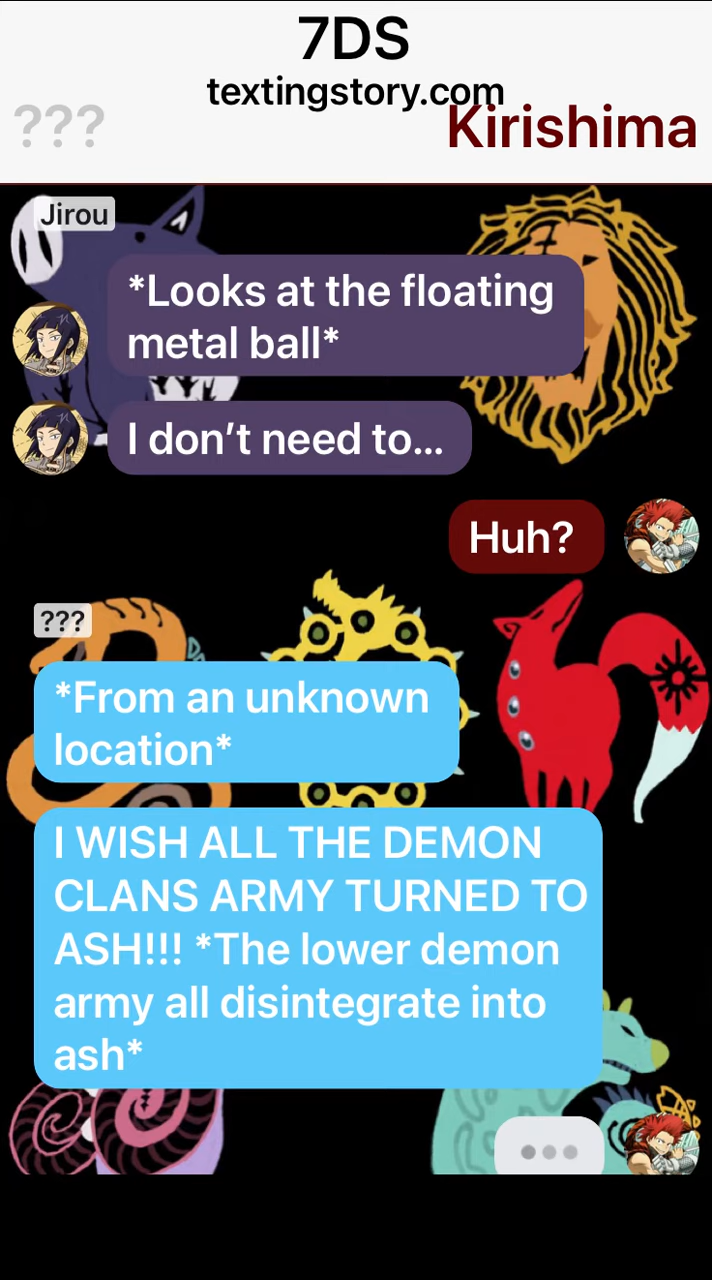 7DS
textingstory.com
???
Kirishima
Jirou
*Looks at the floating
metal ball*
I don’t need to...
Huh?
???
*From an unknown
location*
I WISH ALL THE DEMON
CLANS ARMY TURNED TO
ASH!!! *The lower demon
army all disintegrate into
ash*